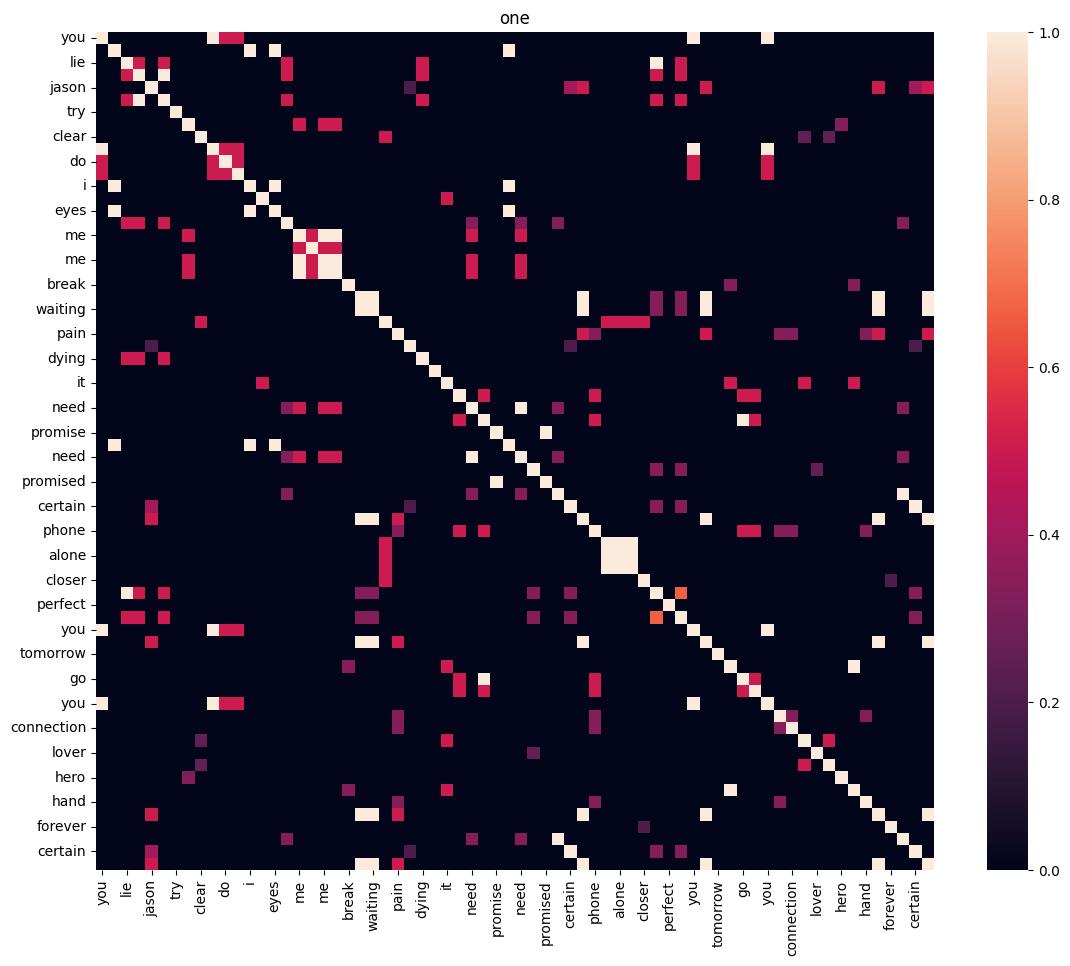 one
you
lie
jason
try
clear
do
i
eyes
me
me
break
waiting
pain
dying
it
need
promise
need
promised
certain
phone
alone
closer
perfect
you
tomorrow
go
you
connection
lover
hero
hand
forever
certain
1.0
0.8
0.6
0.4
0.2
0.0
you
lie
jason
try
clear
do
i
eyes
me
me
break
waiting
pain
dying
it
need
promise
need
promised
certain
phone
alone
closer
perfect
you
tomorrow
go
you
connection
lover
hero
hand
forever
certain